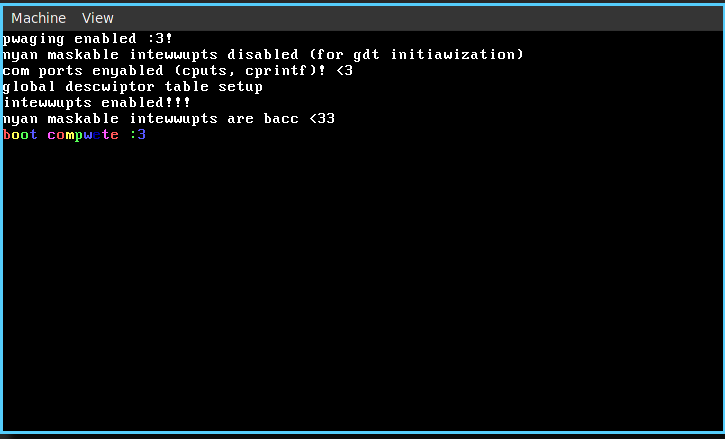 Machine View
pwaging enabled :3!
nyan maskable intewwupts disabled (for gdt initiawization)
com ports enyabled (cputs, cprintf)! <3
global descwiptor table setup
intewwupts enabled!!!
nyan maskable intewwupts are bacc <33
boot compwete :3